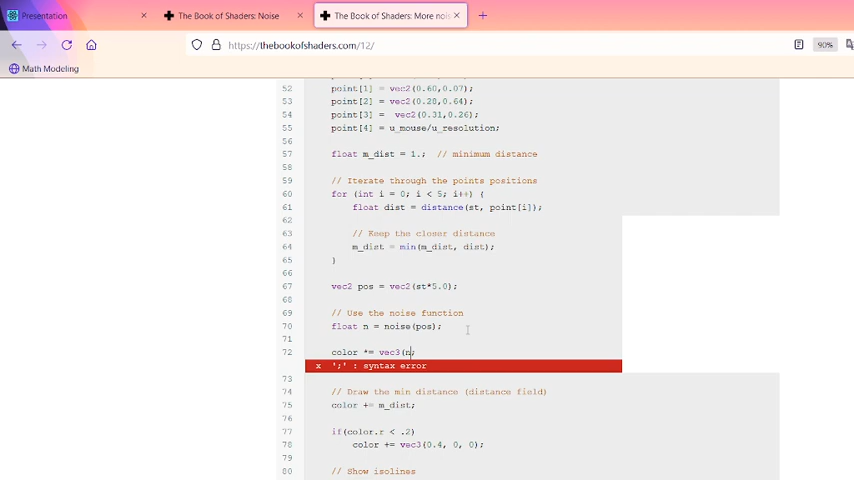 Presentation
The Book of Shaders: Noise
The Book of Shaders: More nois
https://thebookofshaders.com/12/
90%
Math Modeling
52 point[1] = vec2(0.60,0.07);
53 point[2] = vec2(0.28,0.64);
54 point[3] =  vec2(0.31,0.26);
55 point[4] = u_mouse/u_resolution;
56
57 float m_dist = 1.;  // minimum distance
58
59 // Iterate through the points positions
60 for (int i = 0; i < 5; i++) {
61 float dist = distance(st, point[i]);
62
63 // Keep the closer distance
64 m_dist = min(m_dist, dist);
65 }
66
67 vec2 pos = vec2(st*5.0);
68
69 // Use the noise function
70 float n = noise(pos);
71
72 color *= vec3(n;
x ';' : syntax error
73
74 // Draw the min distance (distance field)
75 color += m_dist;
76
77 if(color.r < .2)
78 color += vec3(0.4, 0, 0);
79
80 // Show isolines